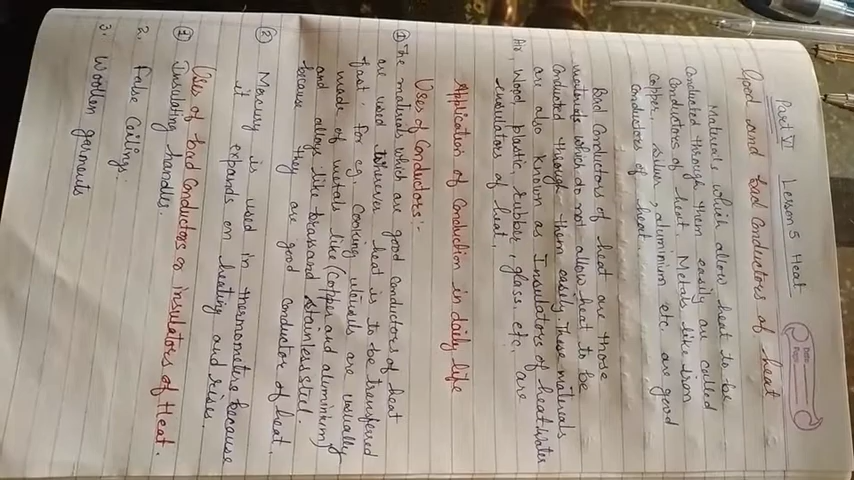 Part VI Lesson 5 Heat
Date
Page
Good and bad conductors of heat
Materials which allow heat to be
conducted through them easily are called
conductors of heat. Metals like iron
copper, silver, aluminium etc. are good
conductors of heat.
Bad conductors of heat are those
materials which do not allow heat to be
conducted through them easily. These materials
are also known as Insulators of heat. Water
Air, Wood, plastic, rubber, glass, etc. are
insulators of heat.
Application of conduction in daily life
Uses of Conductors:-
① The materials which are good conductors of heat
are used wherever heat is to be transferred
fast. for eg. Cooking utensils are usually
made of metals like (copper and aluminium)
and alloys like brass and stainless steel.
because they are good conductor of heat.
② Mercury is used in thermometers because
it expands on heating and rises.
Uses of bad Conductors or insulators of Heat.
① Insulating handles.
2. False Ceilings.
3. Woollen garments